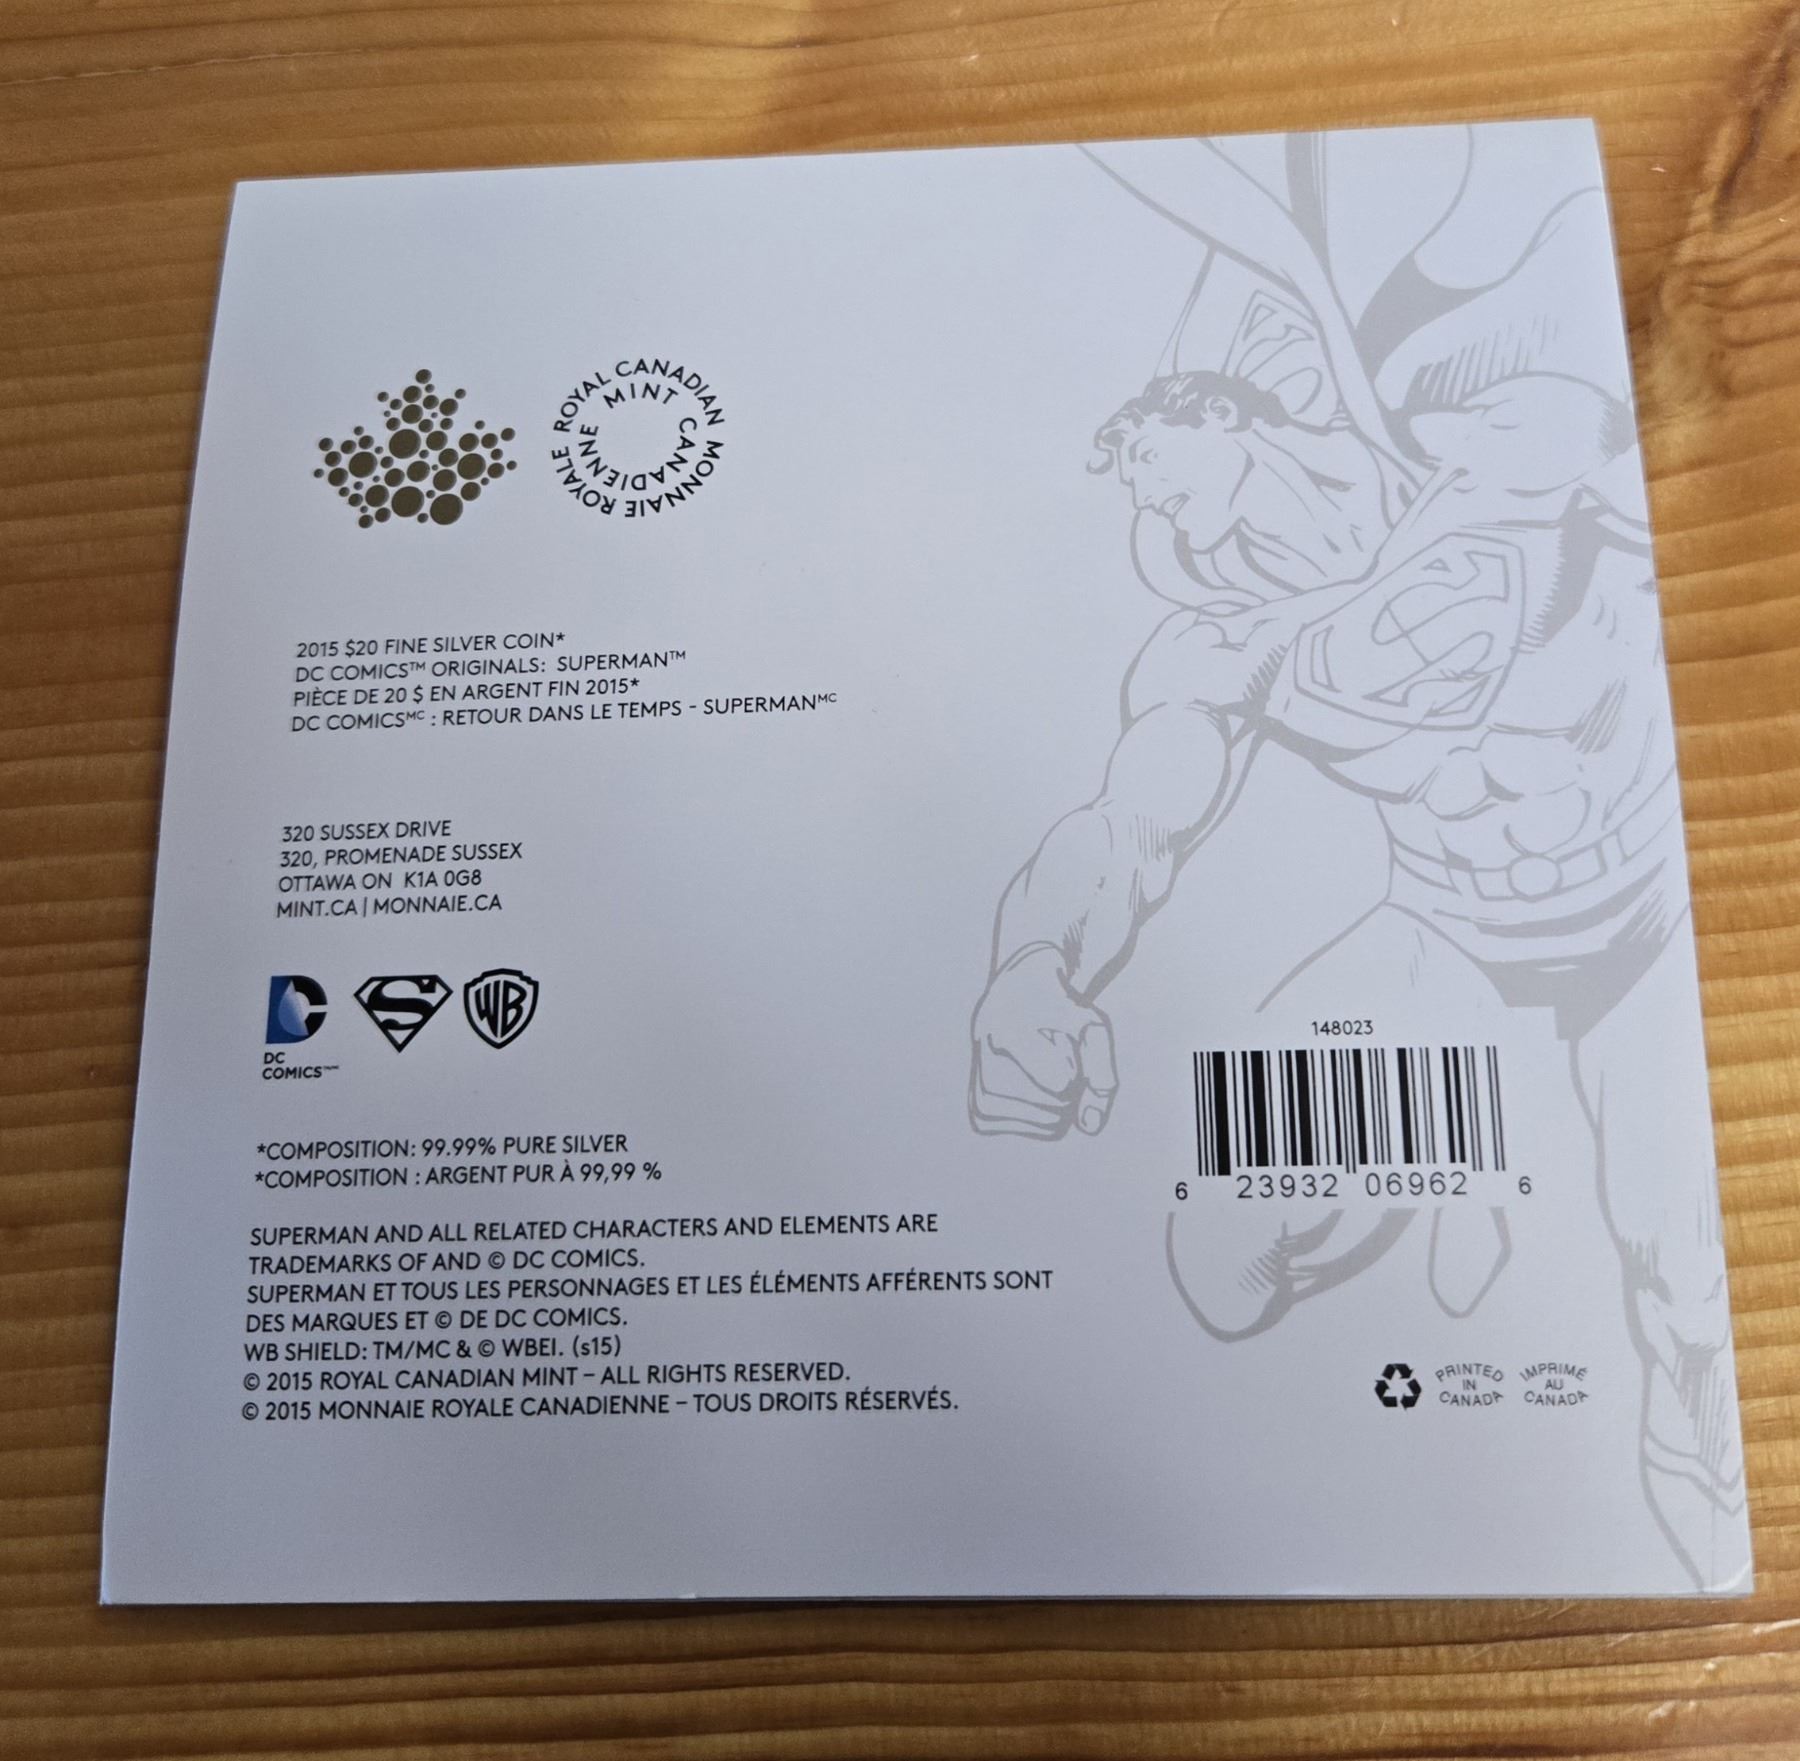 ROYAL CANADIAN MINT
MONNAIE ROYALE CANADIENNE
2015 $20 FINE SILVER COIN*
DC COMICS™ ORIGINALS: SUPERMAN™
PIÈCE DE 20 $ EN ARGENT FIN 2015*
DC COMICSᴹᶜ : RETOUR DANS LE TEMPS - SUPERMANᴹᶜ
320 SUSSEX DRIVE
320, PROMENADE SUSSEX
OTTAWA ON K1A 0G8
MINT.CA | MONNAIE.CA
DC
S
WB
DC
COMICS
*COMPOSITION: 99.99% PURE SILVER
*COMPOSITION : ARGENT PUR À 99,99 %
SUPERMAN AND ALL RELATED CHARACTERS AND ELEMENTS ARE
TRADEMARKS OF AND © DC COMICS.
SUPERMAN ET TOUS LES PERSONNAGES ET LES ÉLÉMENTS AFFÉRENTS SONT
DES MARQUES ET © DE DC COMICS.
WB SHIELD: TM/MC & © WBEI. (s15)
© 2015 ROYAL CANADIAN MINT – ALL RIGHTS RESERVED.
© 2015 MONNAIE ROYALE CANADIENNE – TOUS DROITS RÉSERVÉS.
148023
6 23932 06962 6
PRINTED
IN
CANADA
IMPRIMÉ
AU
CANADA